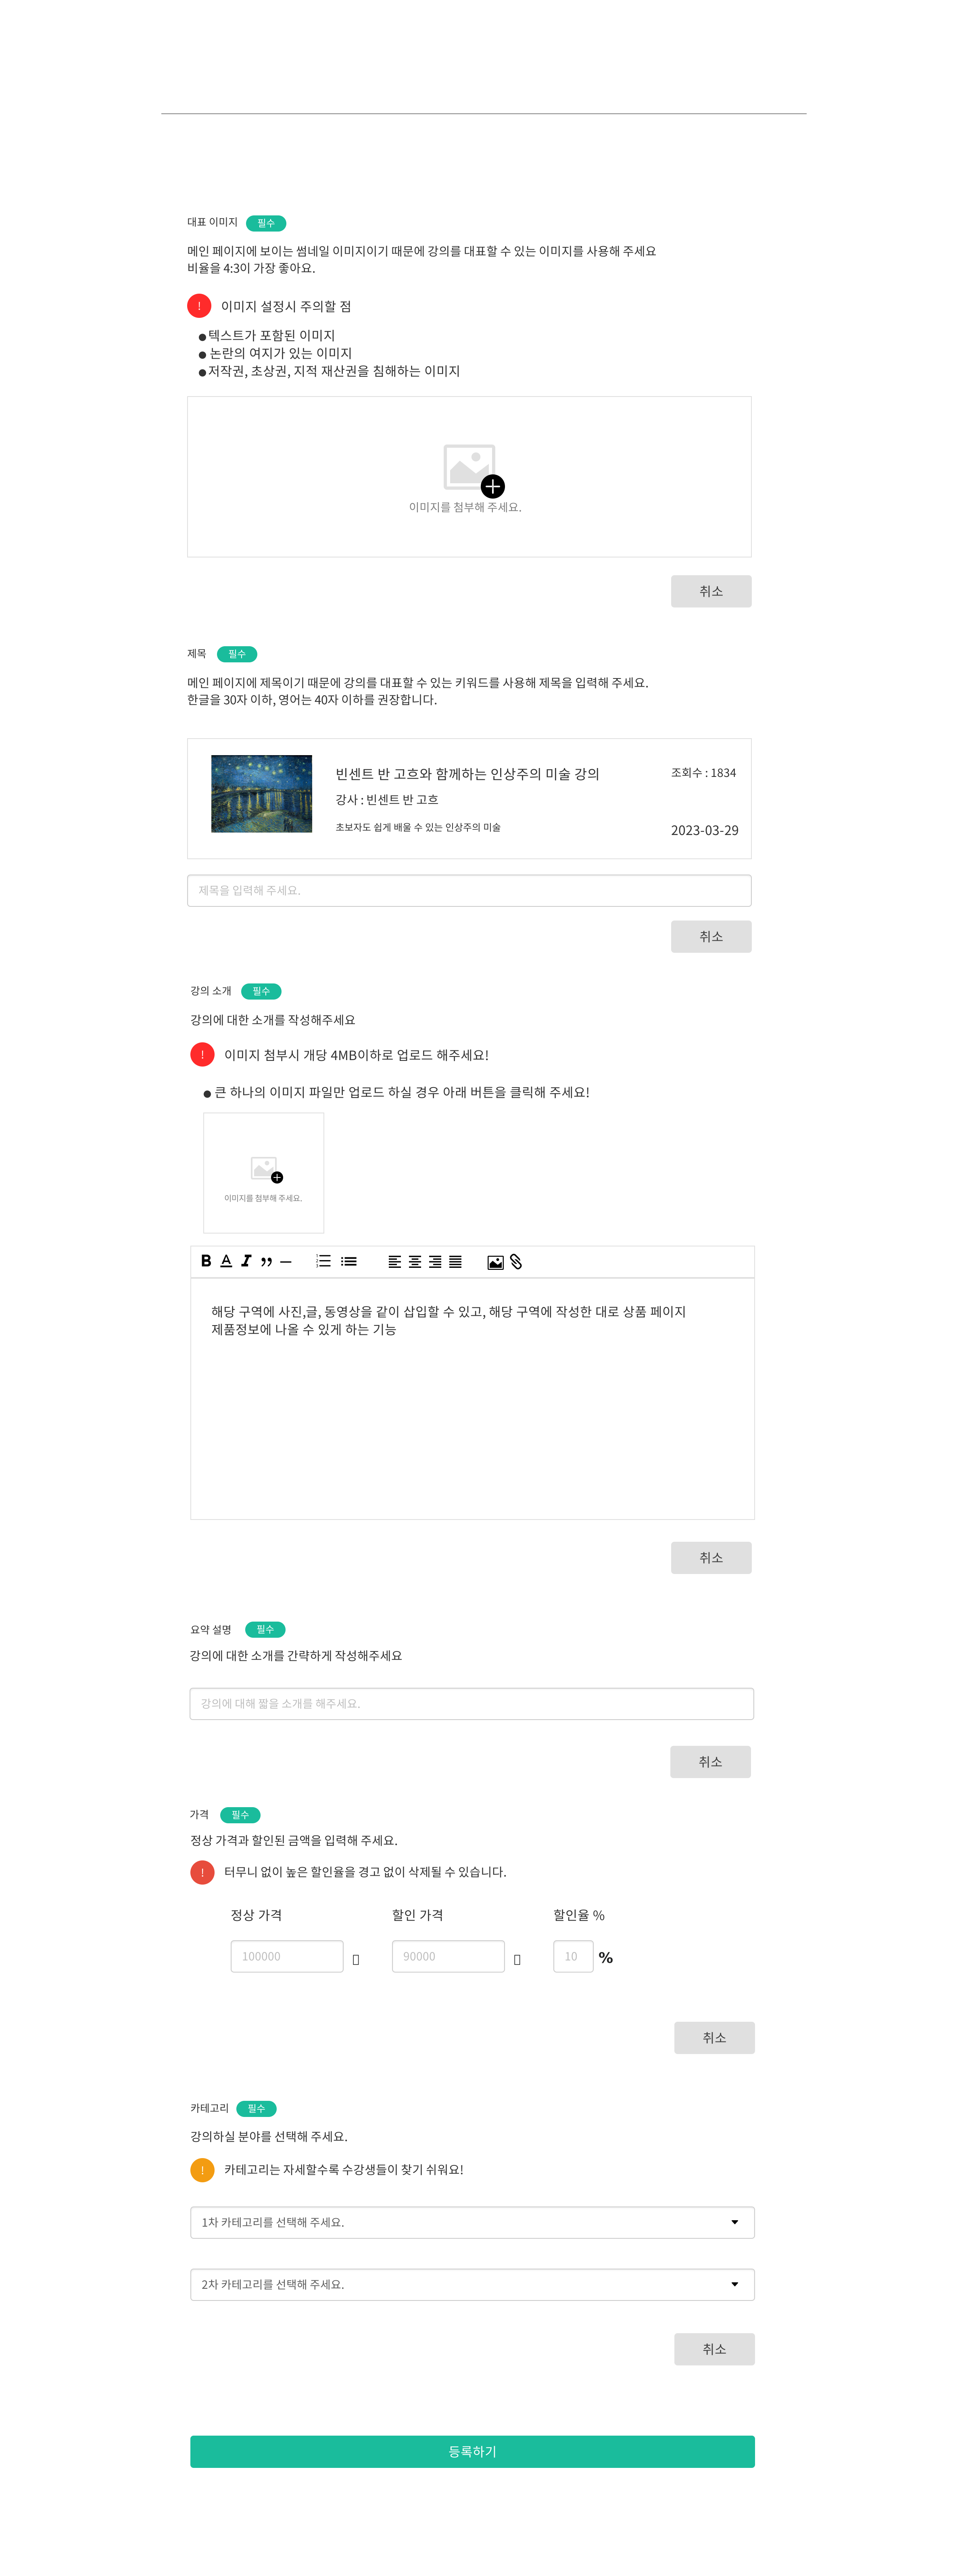 대표 이미지 필수
메인 페이지에 보이는 썸네일 이미지이기 때문에 강의를 대표할 수 있는 이미지를 사용해 주세요
비율을 4:3이 가장 좋아요.
! 이미지 설정시 주의할 점
● 텍스트가 포함된 이미지
● 논란의 여지가 있는 이미지
● 저작권, 초상권, 지적 재산권을 침해하는 이미지
이미지를 첨부해 주세요.
취소
제목 필수
메인 페이지에 제목이기 때문에 강의를 대표할 수 있는 키워드를 사용해 제목을 입력해 주세요.
한글을 30자 이하, 영어는 40자 이하를 권장합니다.
빈센트 반 고흐와 함께하는 인상주의 미술 강의 조회수 : 1834
강사 : 빈센트 반 고흐
초보자도 쉽게 배울 수 있는 인상주의 미술 2023-03-29
제목을 입력해 주세요.
취소
강의 소개 필수
강의에 대한 소개를 작성해주세요
! 이미지 첨부시 개당 4MB이하로 업로드 해주세요!
● 큰 하나의 이미지 파일만 업로드 하실 경우 아래 버튼을 클릭해 주세요!
이미지를 첨부해 주세요.
해당 구역에 사진,글, 동영상을 같이 삽입할 수 있고, 해당 구역에 작성한 대로 상품 페이지
제품정보에 나올 수 있게 하는 기능
취소
요약 설명 필수
강의에 대한 소개를 간략하게 작성해주세요
강의에 대해 짧을 소개를 해주세요.
취소
가격 필수
정상 가격과 할인된 금액을 입력해 주세요.
! 터무니 없이 높은 할인율을 경고 없이 삭제될 수 있습니다.
정상 가격 할인 가격 할인율 %
100000 90000 10 %
취소
카테고리 필수
강의하실 분야를 선택해 주세요.
! 카테고리는 자세할수록 수강생들이 찾기 쉬워요!
1차 카테고리를 선택해 주세요.
2차 카테고리를 선택해 주세요.
취소
등록하기